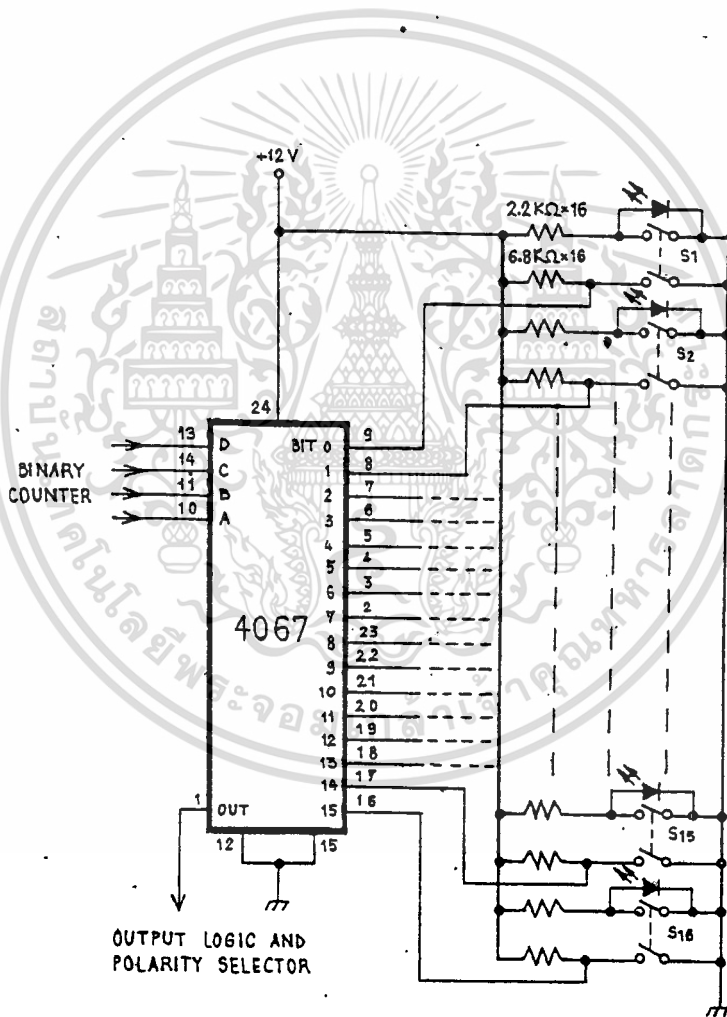 +12V
2.2KΩ×16
S1
6.8KΩ×16
S2
24
13 D
14 C
11 B
10 A
BINARY
COUNTER
BIT 0 9
1 8
2 7
3 6
4 5
5 4
6 3
7 2
8 23
9 22
10 21
11 20
12 19
13 18
14 17
15 16
4067
1 OUT
12
15
S15
S16
OUTPUT LOGIC AND
POLARITY SELECTOR